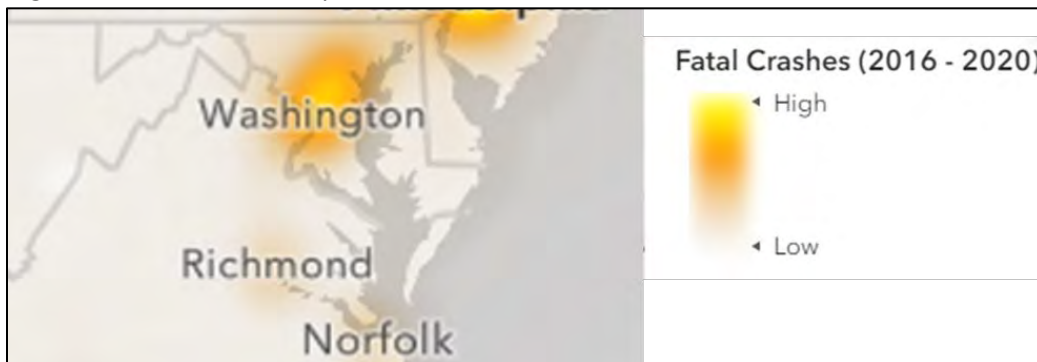 Washington
Richmond
Norfolk
Fatal Crashes (2016 - 2020)
High
Low